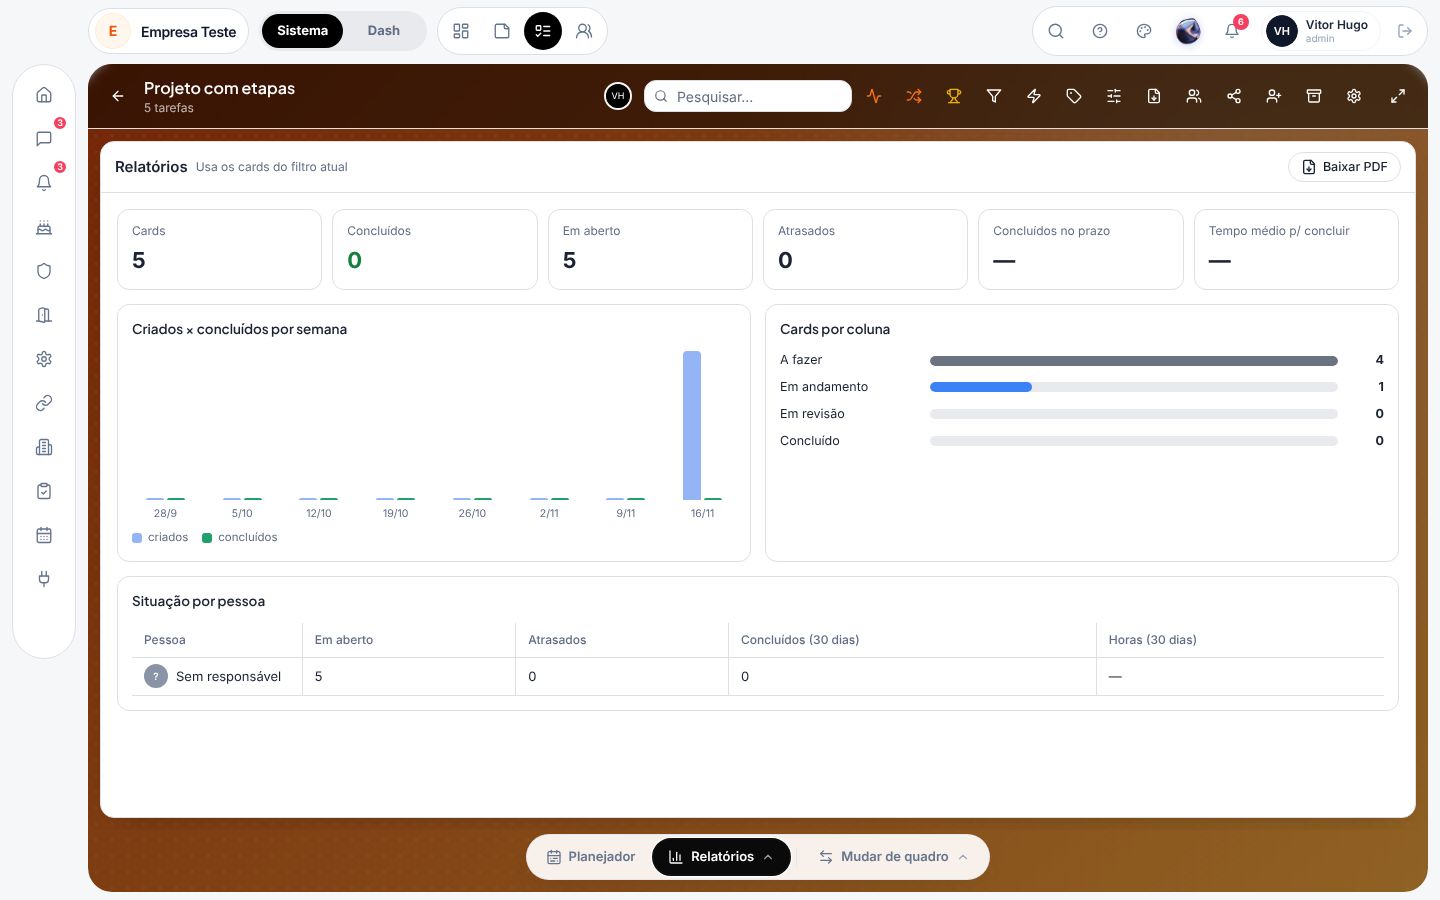 E Empresa Teste Sistema Dash 6 VH Vitor Hugo
admin
3
3
Projeto com etapas
5 tarefas
VH Pesquisar...
Relatórios Usa os cards do filtro atual Baixar PDF
Cards Concluídos Em aberto Atrasados Concluídos no prazo Tempo médio p/ concluir
5 0 5 0 — —
Criados × concluídos por semana
28/9 5/10 12/10 19/10 26/10 2/11 9/11 16/11
criados concluídos
Cards por coluna
A fazer 4
Em andamento 1
Em revisão 0
Concluído 0
Situação por pessoa
Pessoa Em aberto Atrasados Concluídos (30 dias) Horas (30 dias)
? Sem responsável 5 0 0 —
Planejador Relatórios Mudar de quadro